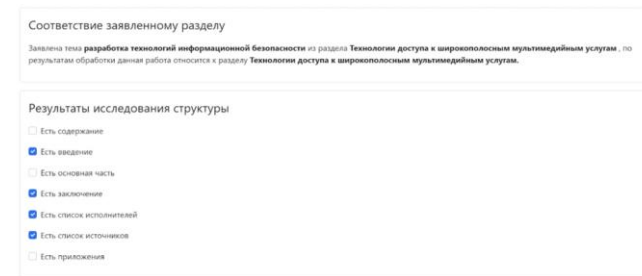 Соответствие заявленному разделу
Заявлена тема разработка технологий информационной безопасности из раздела Технологии доступа к широкополосным мультимедийным услугам , по
результатам обработки данная работа относится к разделу Технологии доступа к широкополосным мультимедийным услугам.
Результаты исследования структуры
Есть содержание
Есть введение
Есть основная часть
Есть заключение
Есть список исполнителей
Есть список источников
Есть приложения